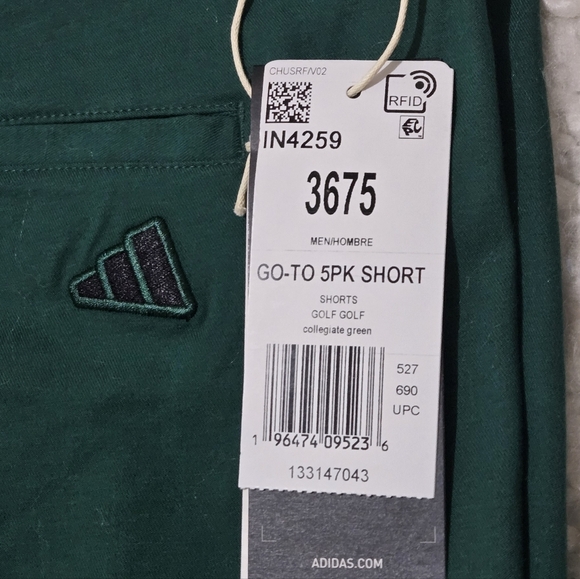 CHUSRF/V02
RFID
IN4259
3675
MEN/HOMBRE
GO-TO 5PK SHORT
SHORTS
GOLF GOLF
collegiate green
527
690
UPC
1 96474 09523 6
133147043
ADIDAS.COM